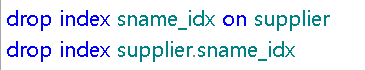 drop index sname_idx on supplier
drop index supplier.sname_idx